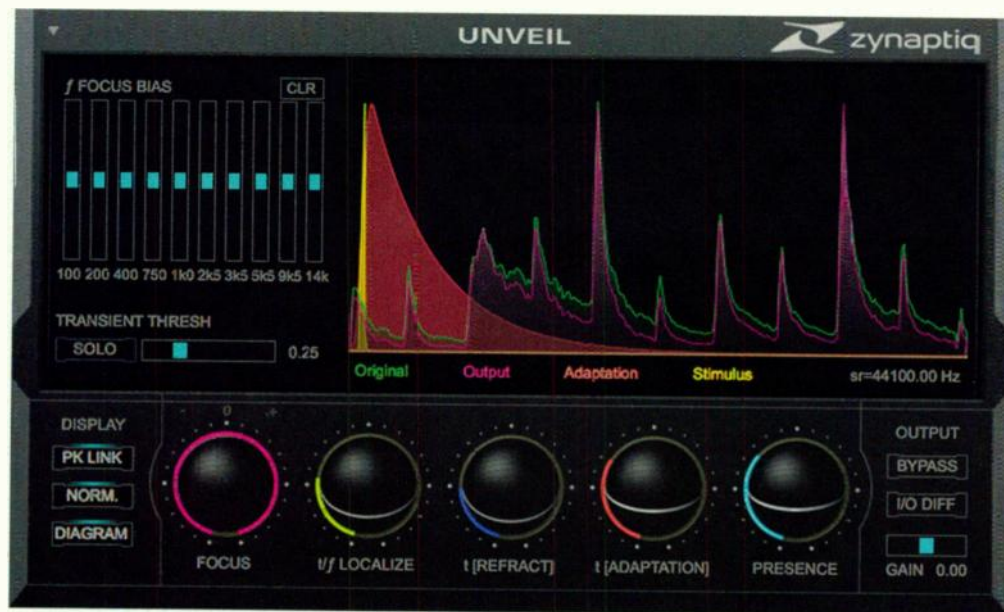 UNVEIL
zynaptiq
ƒ FOCUS BIAS
CLR
100 200 400 750 1k0 2k5 3k5 5k5 9k5 14k
TRANSIENT THRESH
SOLO
0.25
Original Output Adaptation Stimulus
sr=44100.00 Hz
DISPLAY
PK LINK
NORM.
DIAGRAM
- 0 +
FOCUS
t/ƒ LOCALIZE
t [REFRACT]
t [ADAPTATION]
PRESENCE
OUTPUT
BYPASS
I/O DIFF
GAIN 0.00